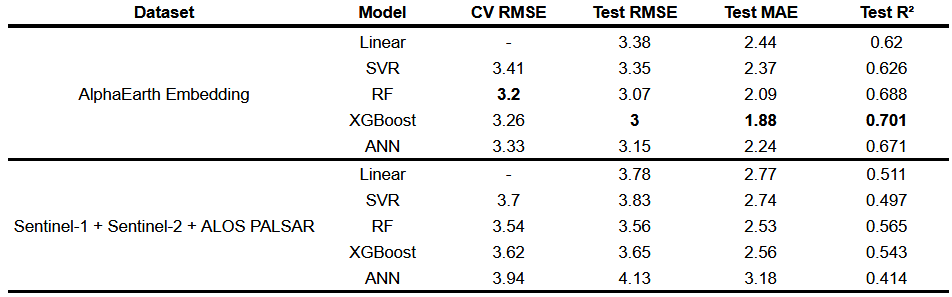 Dataset Model CV RMSE Test RMSE Test MAE Test R²
Linear - 3.38 2.44 0.62
SVR 3.41 3.35 2.37 0.626
AlphaEarth Embedding RF 3.2 3.07 2.09 0.688
XGBoost 3.26 3 1.88 0.701
ANN 3.33 3.15 2.24 0.671
Linear - 3.78 2.77 0.511
SVR 3.7 3.83 2.74 0.497
Sentinel-1 + Sentinel-2 + ALOS PALSAR RF 3.54 3.56 2.53 0.565
XGBoost 3.62 3.65 2.56 0.543
ANN 3.94 4.13 3.18 0.414